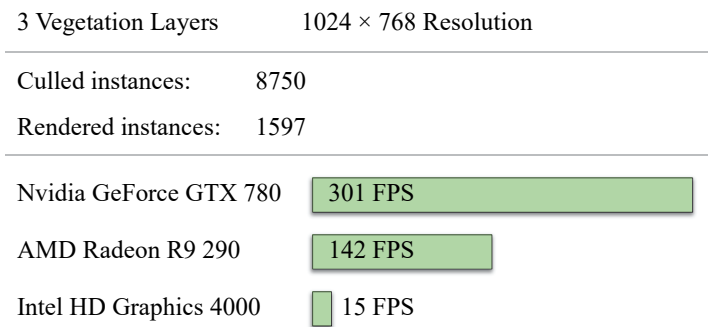 3 Vegetation Layers 1024 × 768 Resolution
Culled instances: 8750
Rendered instances: 1597
Nvidia GeForce GTX 780 301 FPS
AMD Radeon R9 290 142 FPS
Intel HD Graphics 4000 15 FPS